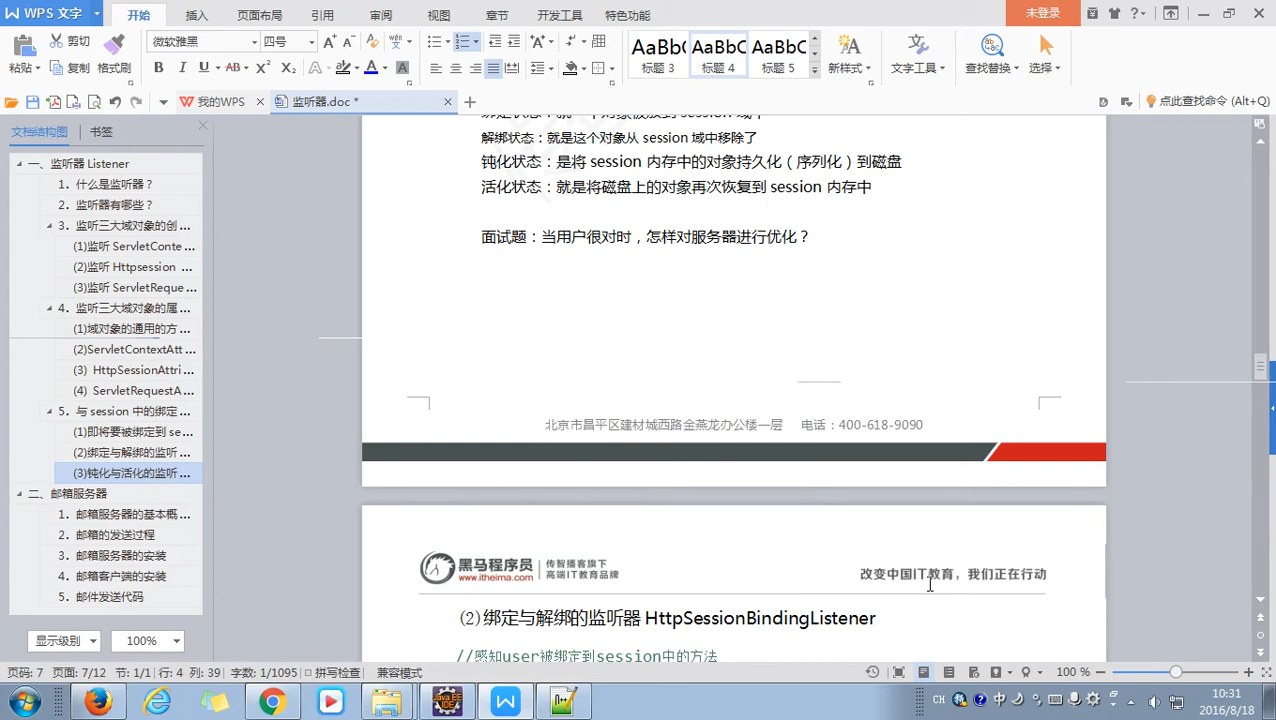 WPS 文字
开始 插入 页面布局 引用 审阅 视图 章节 开发工具 特色功能
未登录
粘贴 剪切 复制 格式刷
微软雅黑 四号
B I U AB X² X₂ A A A
AaBb( AaBbC AaBbC
标题 3 标题 4 标题 5
新样式 文字工具 查找替换 选择
我的WPS 监听器.doc * 点此查找命令 (Alt+Q)
文档结构图 书签
一、监听器 Listener
1．什么是监听器？
2．监听器有哪些？
3．监听三大域对象的创 ...
(1)监听 ServletConte ...
(2)监听 Httpsession ...
(3)监听 ServletReque ...
4．监听三大域对象的属 ...
(1)域对象的通用的方 ...
(2)ServletContextAtt ...
(3) HttpSessionAttri ...
(4) ServletRequestA ...
5．与 session 中的绑定...
(1)即将要被绑定到 se ...
(2)绑定与解绑的监听 ...
(3)钝化与活化的监听 ...
二、邮箱服务器
1．邮箱服务器的基本概 ...
2．邮箱的发送过程
3．邮箱服务器的安装
4．邮箱客户端的安装
5．邮件发送代码
显示级别 100%
解绑状态：就是这个对象从 session 域中移除了
钝化状态：是将 session 内存中的对象持久化（序列化）到磁盘
活化状态：就是将磁盘上的对象再次恢复到 session 内存中
面试题：当用户很对时，怎样对服务器进行优化？
北京市昌平区建材城西路金燕龙办公楼一层 电话：400-618-9090
黑马程序员 传智播客旗下
www.itheima.com 高端IT教育品牌
改变中国IT教育，我们正在行动
(2)绑定与解绑的监听器 HttpSessionBindingListener
//感知user被绑定到session中的方法
页码: 7 页面: 7/12 节: 1/1 行: 4 列: 39 字数: 1/1095 拼写检查 兼容模式
100 %
Java EE IDE
CH 中
10:31
2016/8/18